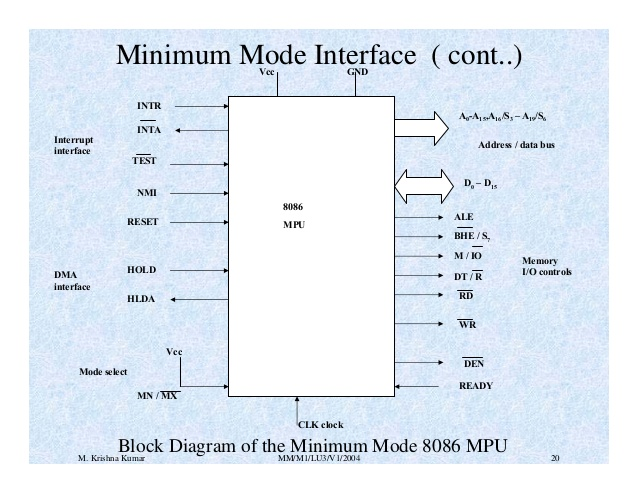 Minimum Mode Interface ( cont..)
Vcc
GND
INTR
INTA
Interrupt
interface
TEST
NMI
RESET
DMA
interface
HOLD
HLDA
Vcc
Mode select
MN / MX
8086
MPU
A0-A15,A16/S3 – A19/S6
Address / data bus
D0 – D15
ALE
BHE / S7
M / IO
DT / R
RD
WR
DEN
READY
Memory
I/O controls
CLK clock
Block Diagram of the Minimum Mode 8086 MPU
M. Krishna Kumar MM/M1/LU3/V1/2004 20